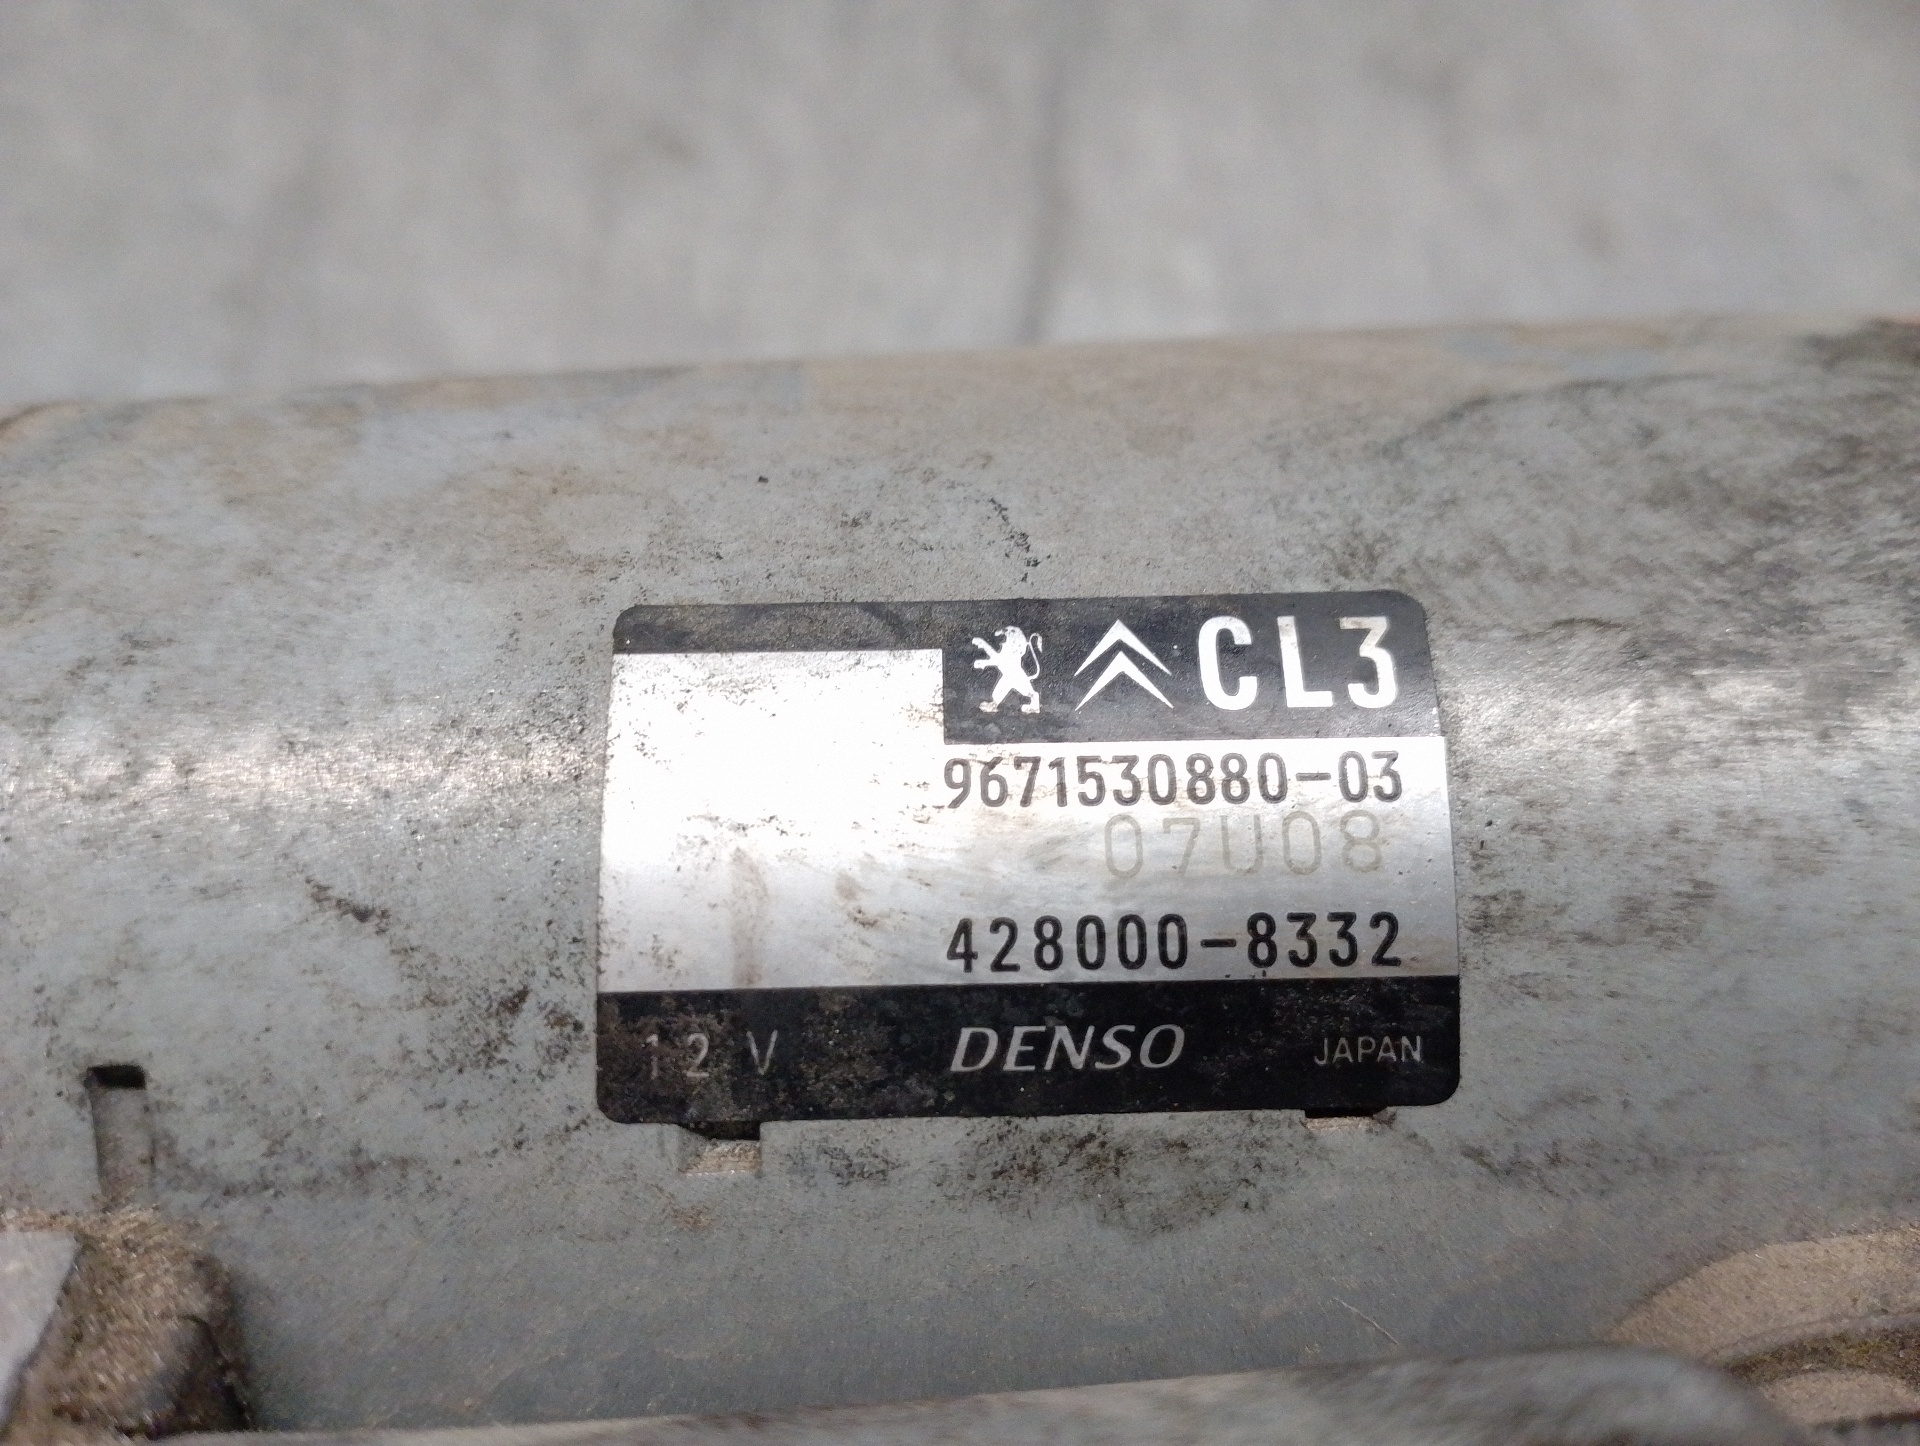 CL3
9671530880-03
07U08
428000-8332
12 V DENSO JAPAN